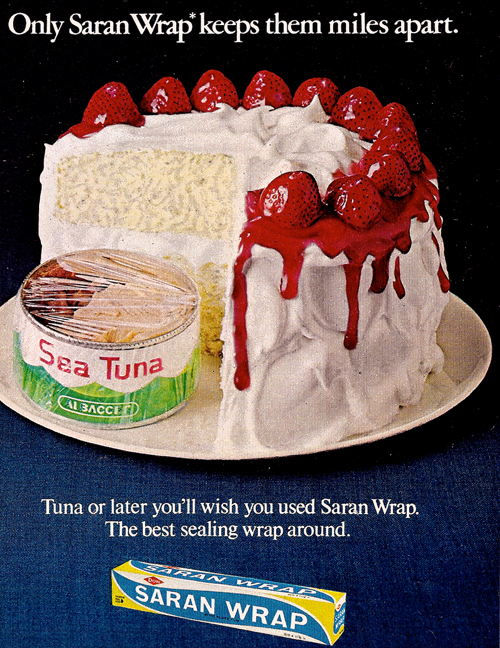 Only Saran Wrap* keeps them miles apart.
Sea Tuna
ALBACORE
Tuna or later you'll wish you used Saran Wrap.
The best sealing wrap around.
SARAN WRAP
SARAN WRAP